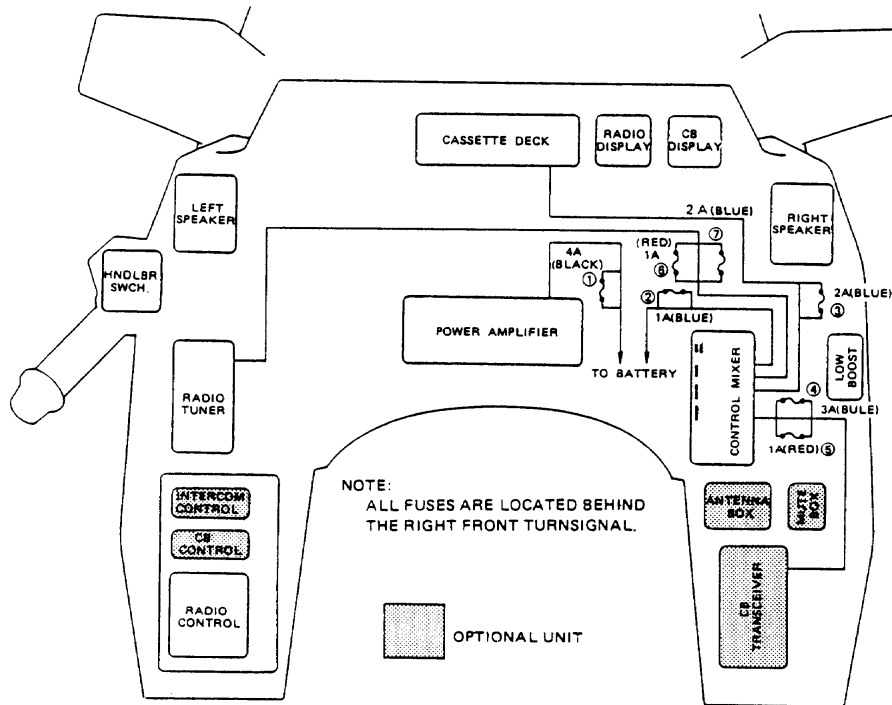 CASSETTE DECK
RADIO
DISPLAY
CB
DISPLAY
LEFT
SPEAKER
2 A (BLUE)
RIGHT
SPEAKER
⑦
(RED)
1A
⑥
4A
(BLACK)
①
HNDLBR
SWCH.
②
1A(BLUE)
2A(BLUE)
③
POWER AMPLIFIER
TO BATTERY
CONTROL MIXER
LOW
BOOST
RADIO
TUNER
④
3A(BULE)
1A(RED)⑤
NOTE:
ALL FUSES ARE LOCATED BEHIND
THE RIGHT FRONT TURNSIGNAL.
INTERCOM
CONTROL
CB
CONTROL
RADIO
CONTROL
ANTENNA
BOX
MUTE
BOX
CB
TRANSCEIVER
OPTIONAL UNIT